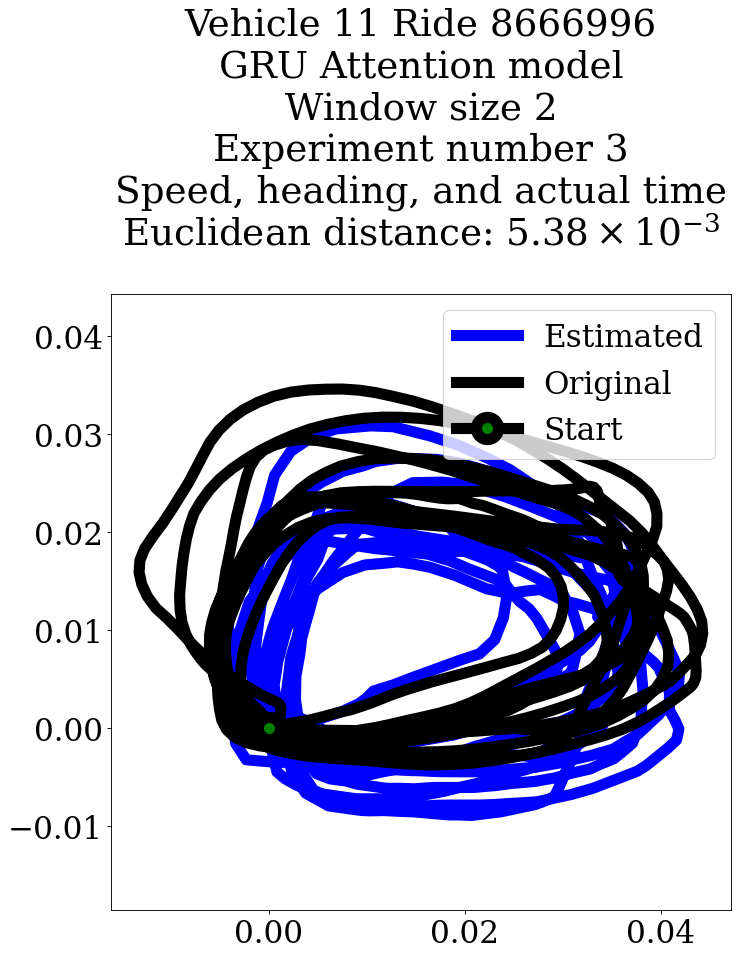 Vehicle 11 Ride 8666996
GRU Attention model
Window size 2
Experiment number 3
Speed, heading, and actual time
Euclidean distance: 5.38 × 10⁻³
Estimated
Original
Start
0.04
0.03
0.02
0.01
0.00
−0.01
0.00 0.02 0.04